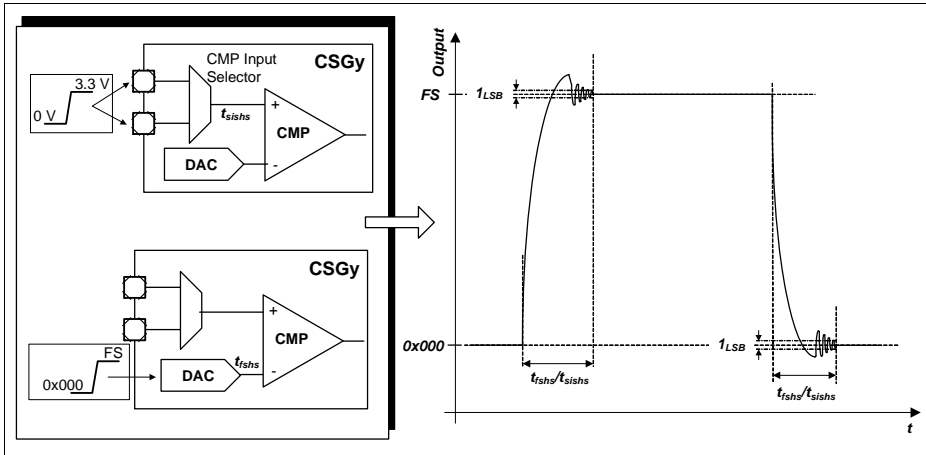 CSGy
CMP Input
Selector
3.3 V
0 V
t_sishs
+
CMP
DAC
-
CSGy
+
CMP
FS
0x000
t_fshs
DAC
-
Output
FS
1_LSB
0x000
1_LSB
t_fshs/t_sishs
t_fshs/t_sishs
t